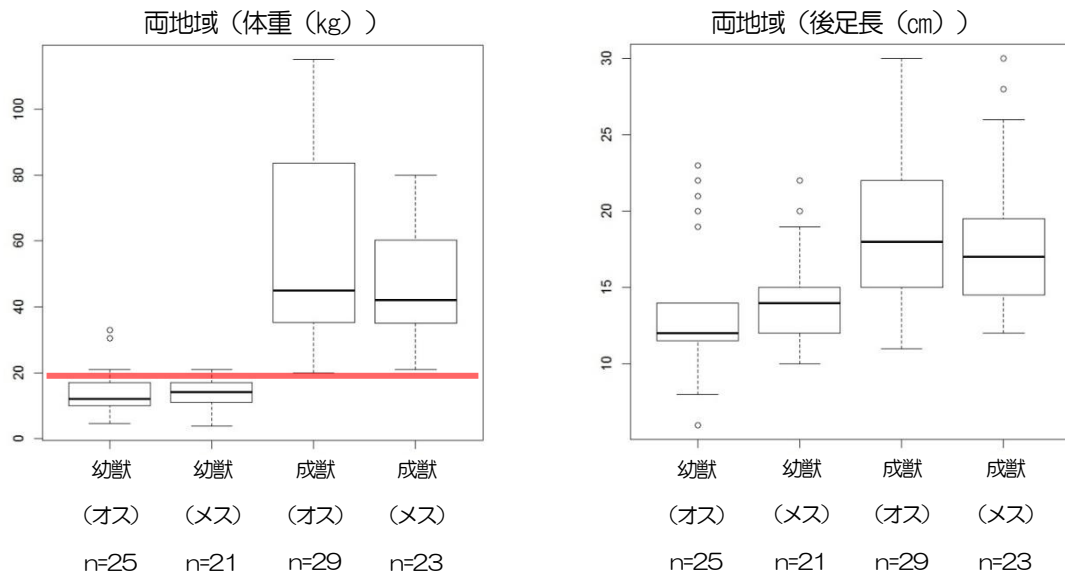 両地域（体重（kg））
100
80
60
40
20
0
幼獣 幼獣 成獣 成獣
（オス） （メス） （オス） （メス）
n=25 n=21 n=29 n=23
両地域（後足長（cm））
30
25
20
15
10
幼獣 幼獣 成獣 成獣
（オス） （メス） （オス） （メス）
n=25 n=21 n=29 n=23